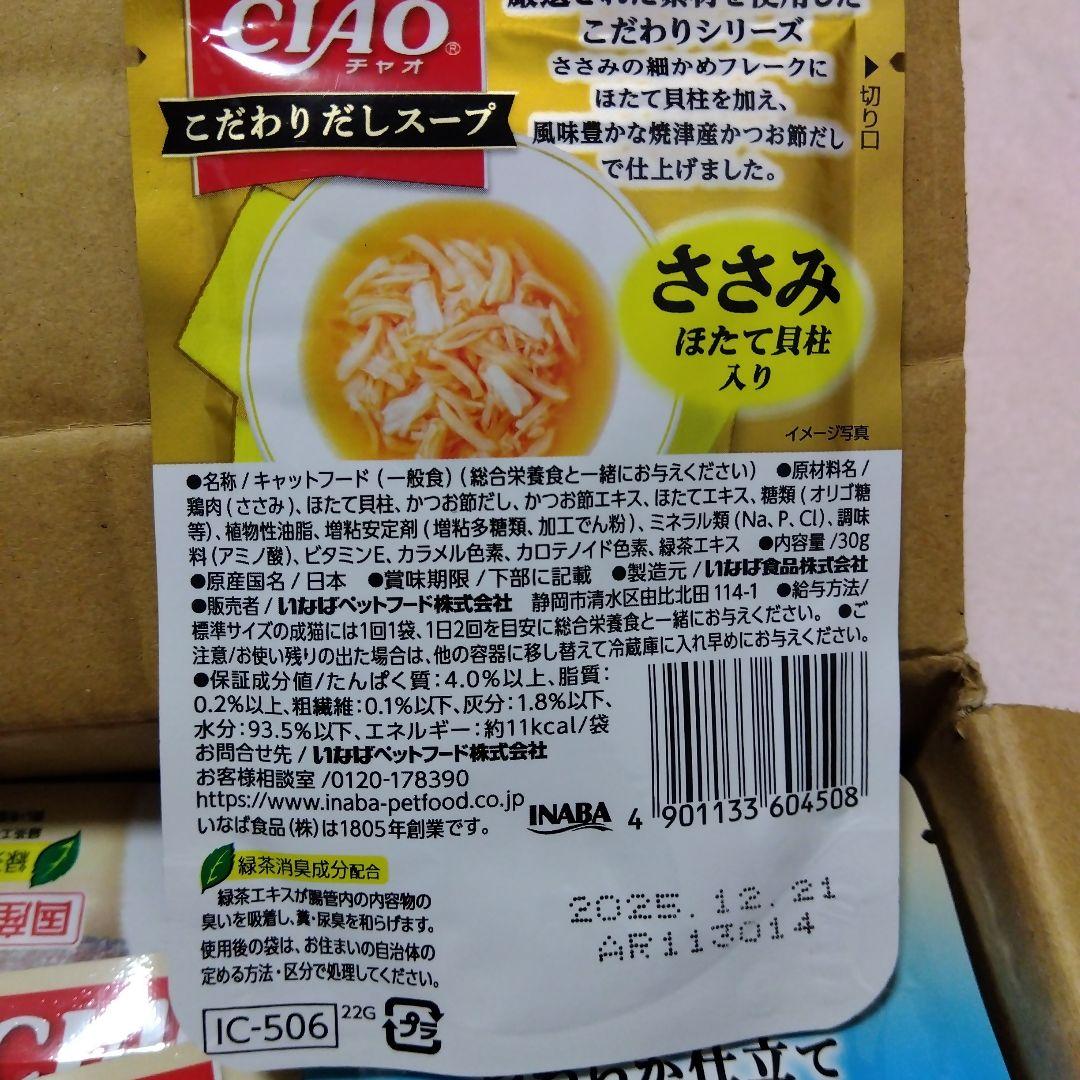 CIAO®
チャオ
こだわりだしスープ
厳選された素材を使用した
こだわりシリーズ
ささみの細かめフレークに
ほたて貝柱を加え、
風味豊かな焼津産かつお節だし
で仕上げました。
▶切り口
ささみ
ほたて貝柱
入り
イメージ写真
●名称/キャットフード(一般食)(総合栄養食と一緒にお与えください) ●原材料名/
鶏肉(ささみ)、ほたて貝柱、かつお節だし、かつお節エキス、ほたてエキス、糖類(オリゴ糖
等)、植物性油脂、増粘安定剤(増粘多糖類、加工でん粉)、ミネラル類(Na、P、Cl)、調味
料(アミノ酸)、ビタミンE、カラメル色素、カロテノイド色素、緑茶エキス ●内容量/30g
●原産国名/日本 ●賞味期限/下部に記載 ●製造元/いなば食品株式会社
●販売者/いなばペットフード株式会社 静岡市清水区由比北田114-1 ●給与方法/
標準サイズの成猫には1回1袋、1日2回を目安に総合栄養食と一緒にお与えください。 ●ご
注意/お使い残りの出た場合は、他の容器に移し替えて冷蔵庫に入れ早めにお与えください。
●保証成分値/たんぱく質:4.0%以上、脂質:
0.2%以上、粗繊維:0.1%以下、灰分:1.8%以下、
水分:93.5%以下、エネルギー:約11kcal/袋
お問合せ先/いなばペットフード株式会社
お客様相談室/0120-178390
https://www.inaba-petfood.co.jp
いなば食品(株)は1805年創業です。
INABA
4 901133 604508
緑茶消臭成分配合
緑茶エキスが腸管内の内容物の
臭いを吸着し、糞・尿臭を和らげます。
使用後の袋は、お住まいの自治体の
定める方法・区分で処理してください。
2025.12.21
AR113014
IC-506
22G
プラ
国産